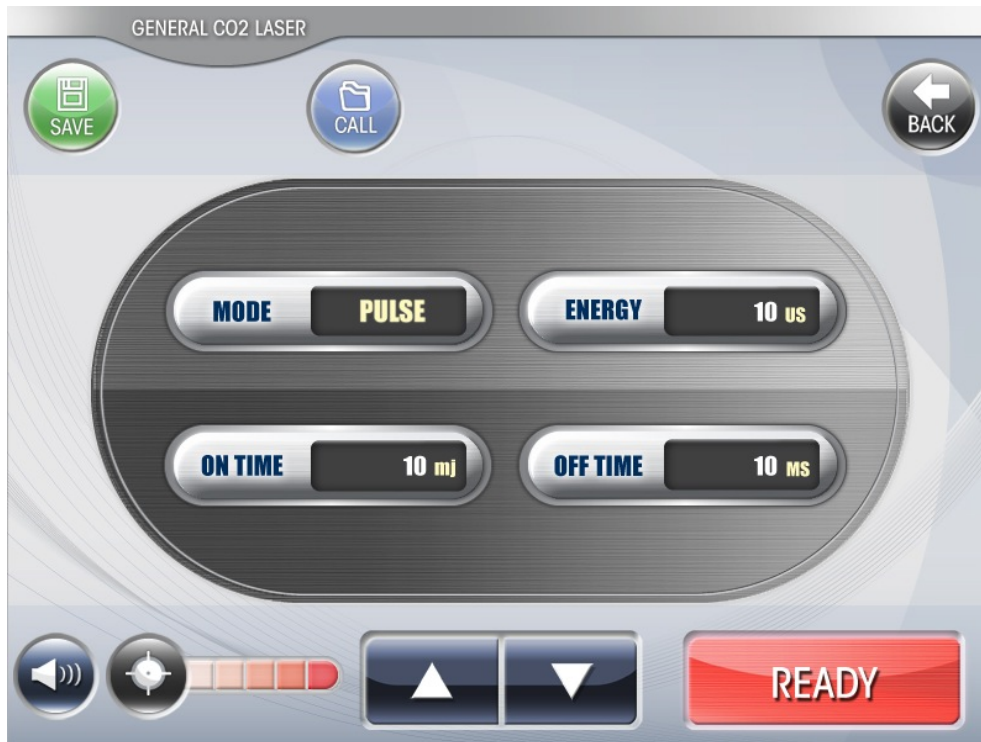 GENERAL CO2 LASER
SAVE
CALL
BACK
MODE PULSE
ENERGY 10 us
ON TIME 10 mj
OFF TIME 10 MS
READY